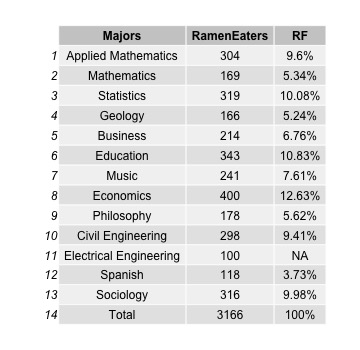 Majors RamenEaters RF
1 Applied Mathematics 304 9.6%
2 Mathematics 169 5.34%
3 Statistics 319 10.08%
4 Geology 166 5.24%
5 Business 214 6.76%
6 Education 343 10.83%
7 Music 241 7.61%
8 Economics 400 12.63%
9 Philosophy 178 5.62%
10 Civil Engineering 298 9.41%
11 Electrical Engineering 100 NA
12 Spanish 118 3.73%
13 Sociology 316 9.98%
14 Total 3166 100%